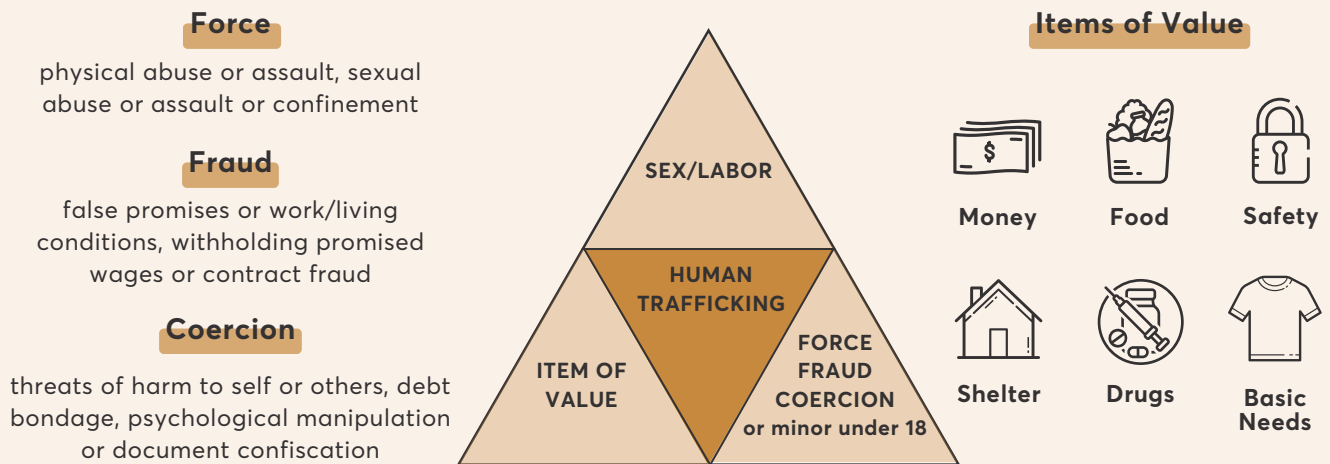 Force
physical abuse or assault, sexual
abuse or assault or confinement
Fraud
false promises or work/living
conditions, withholding promised
wages or contract fraud
Coercion
threats of harm to self or others, debt
bondage, psychological manipulation
or document confiscation
SEX/LABOR
HUMAN
TRAFFICKING
ITEM OF
VALUE
FORCE
FRAUD
COERCION
or minor under 18
Items of Value
$
Money
Food
Safety
Shelter
Drugs
Basic
Needs